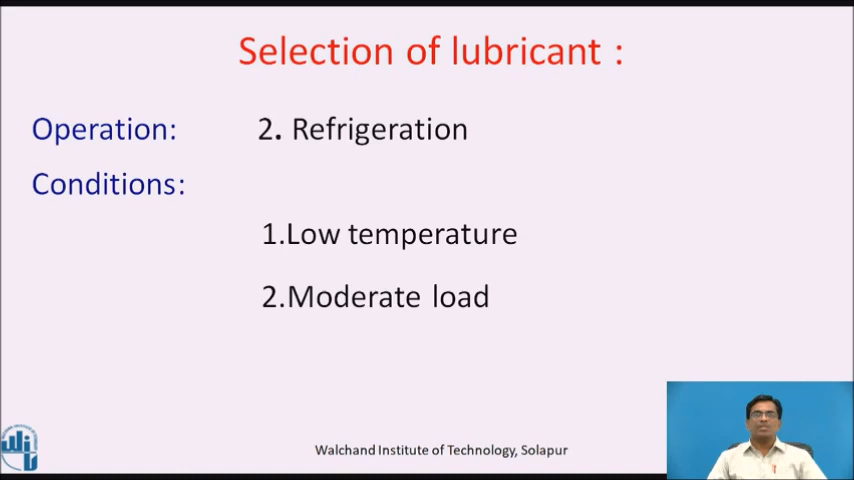 Selection of lubricant :
Operation: 2. Refrigeration
Conditions:
1.Low temperature
2.Moderate load
Walchand Institute of Technology, Solapur